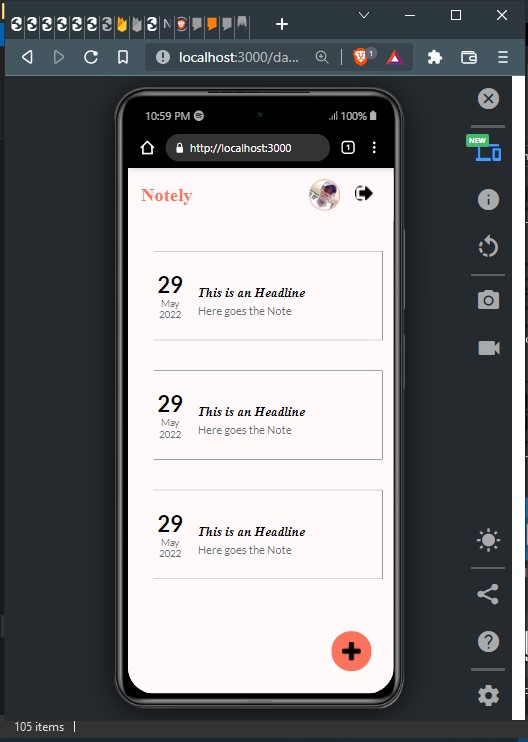 N
localhost:3000/da...
1
NEW
10:59 PM
100%
http://localhost:3000
1
Notely
29
May
2022
This is an Headline
Here goes the Note
29
May
2022
This is an Headline
Here goes the Note
29
May
2022
This is an Headline
Here goes the Note
105 items